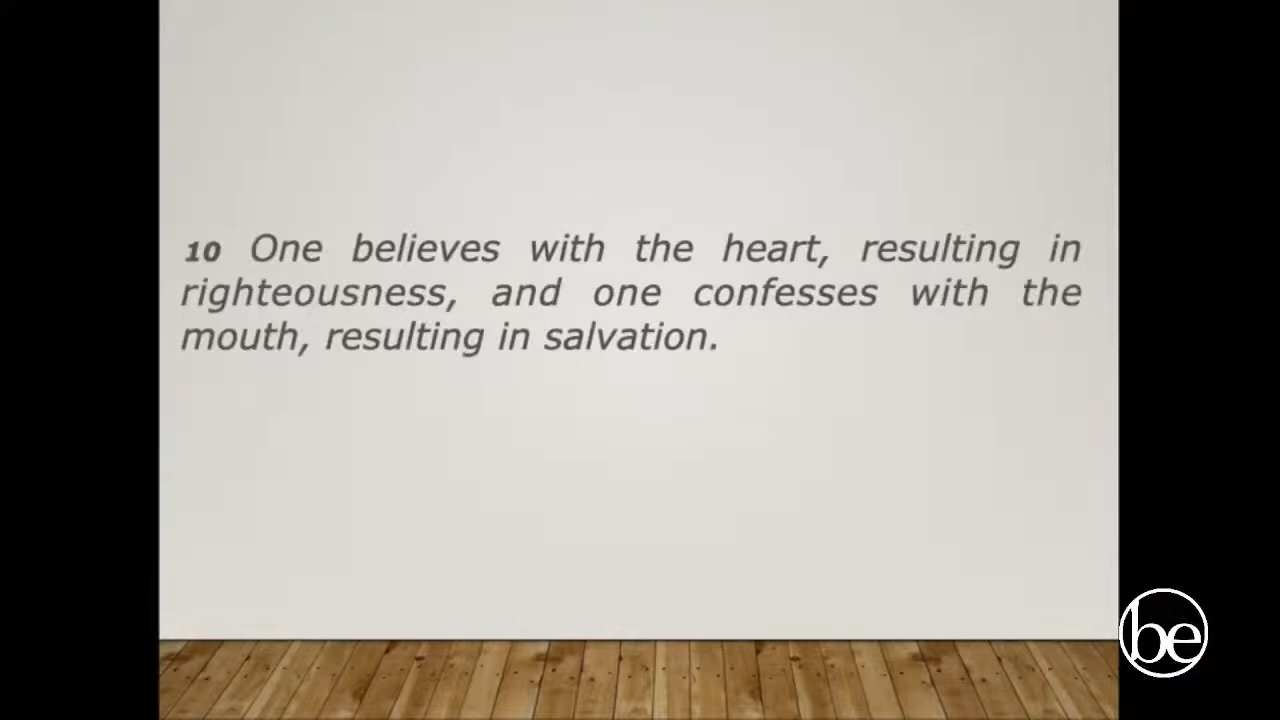 10 One believes with the heart, resulting in
righteousness, and one confesses with the
mouth, resulting in salvation.
be